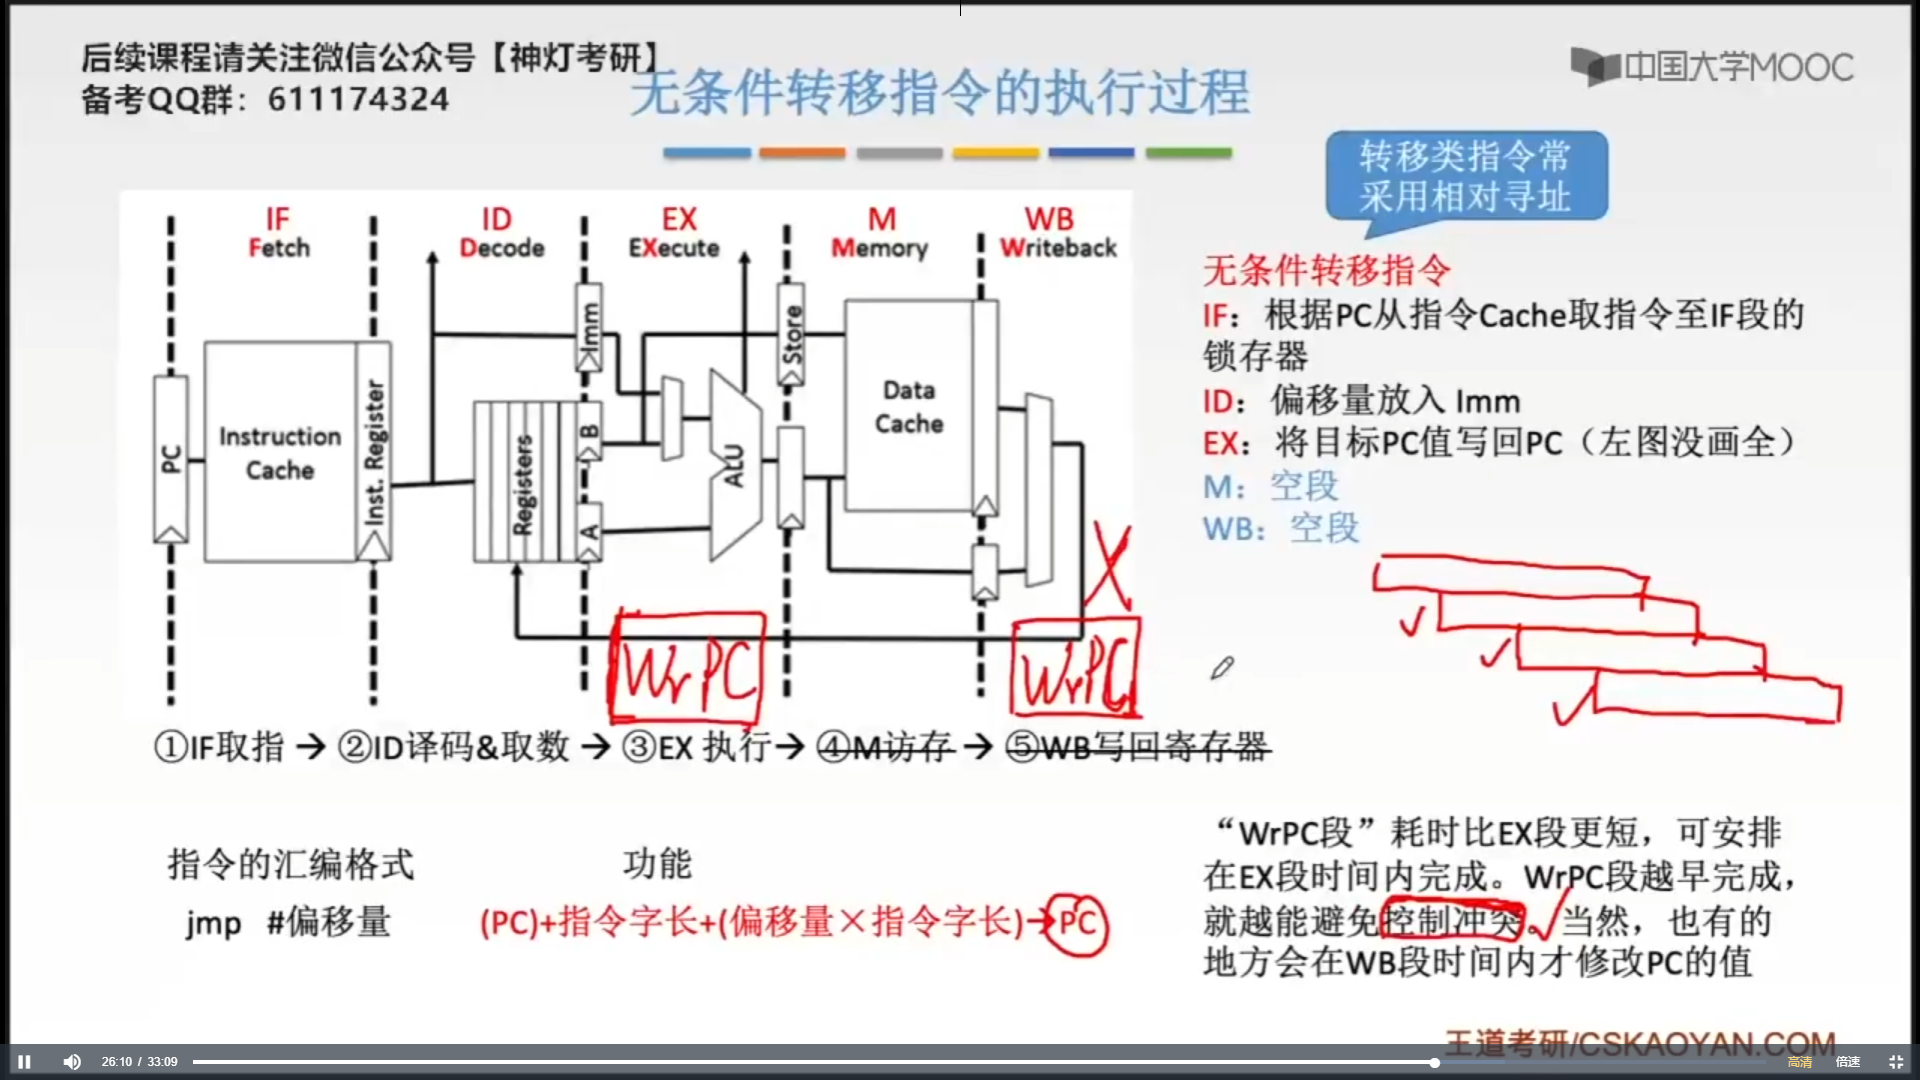 后续课程请关注微信公众号【神灯考研】
备考QQ群：611174324
无条件转移指令的执行过程
中国大学MOOC
转移类指令常
采用相对寻址
IF
Fetch
ID
Decode
EX
EXecute
M
Memory
WB
Writeback
PC
Instruction
Cache
Inst. Register
Registers
Imm
B
A
ALU
Store
Data
Cache
WrPC
WrPC
无条件转移指令
IF：根据PC从指令Cache取指令至IF段的
锁存器
ID：偏移量放入 Imm
EX：将目标PC值写回PC（左图没画全）
M：空段
WB：空段
①IF取指 → ②ID译码&取数 → ③EX 执行→ ④M访存 → ⑤WB写回寄存器
指令的汇编格式 功能
jmp #偏移量 (PC)+指令字长+(偏移量×指令字长)→PC
“WrPC段”耗时比EX段更短，可安排
在EX段时间内完成。WrPC段越早完成，
就越能避免控制冲突。当然，也有的
地方会在WB段时间内才修改PC的值
王道考研/CSKAOYAN.COM
26:10 / 33:09
高清 倍速